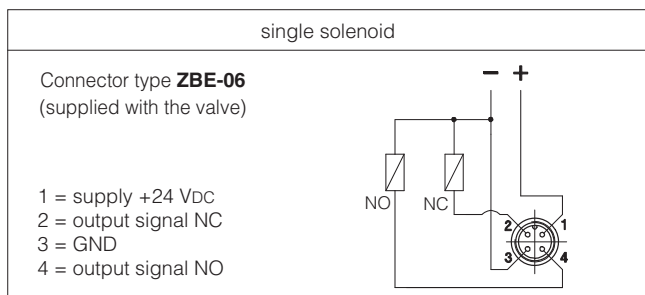 single solenoid
Connector type ZBE-06
(supplied with the valve)
1 = supply +24 VDC
2 = output signal NC
3 = GND
4 = output signal NO
− +
NO NC
2 1
3 4